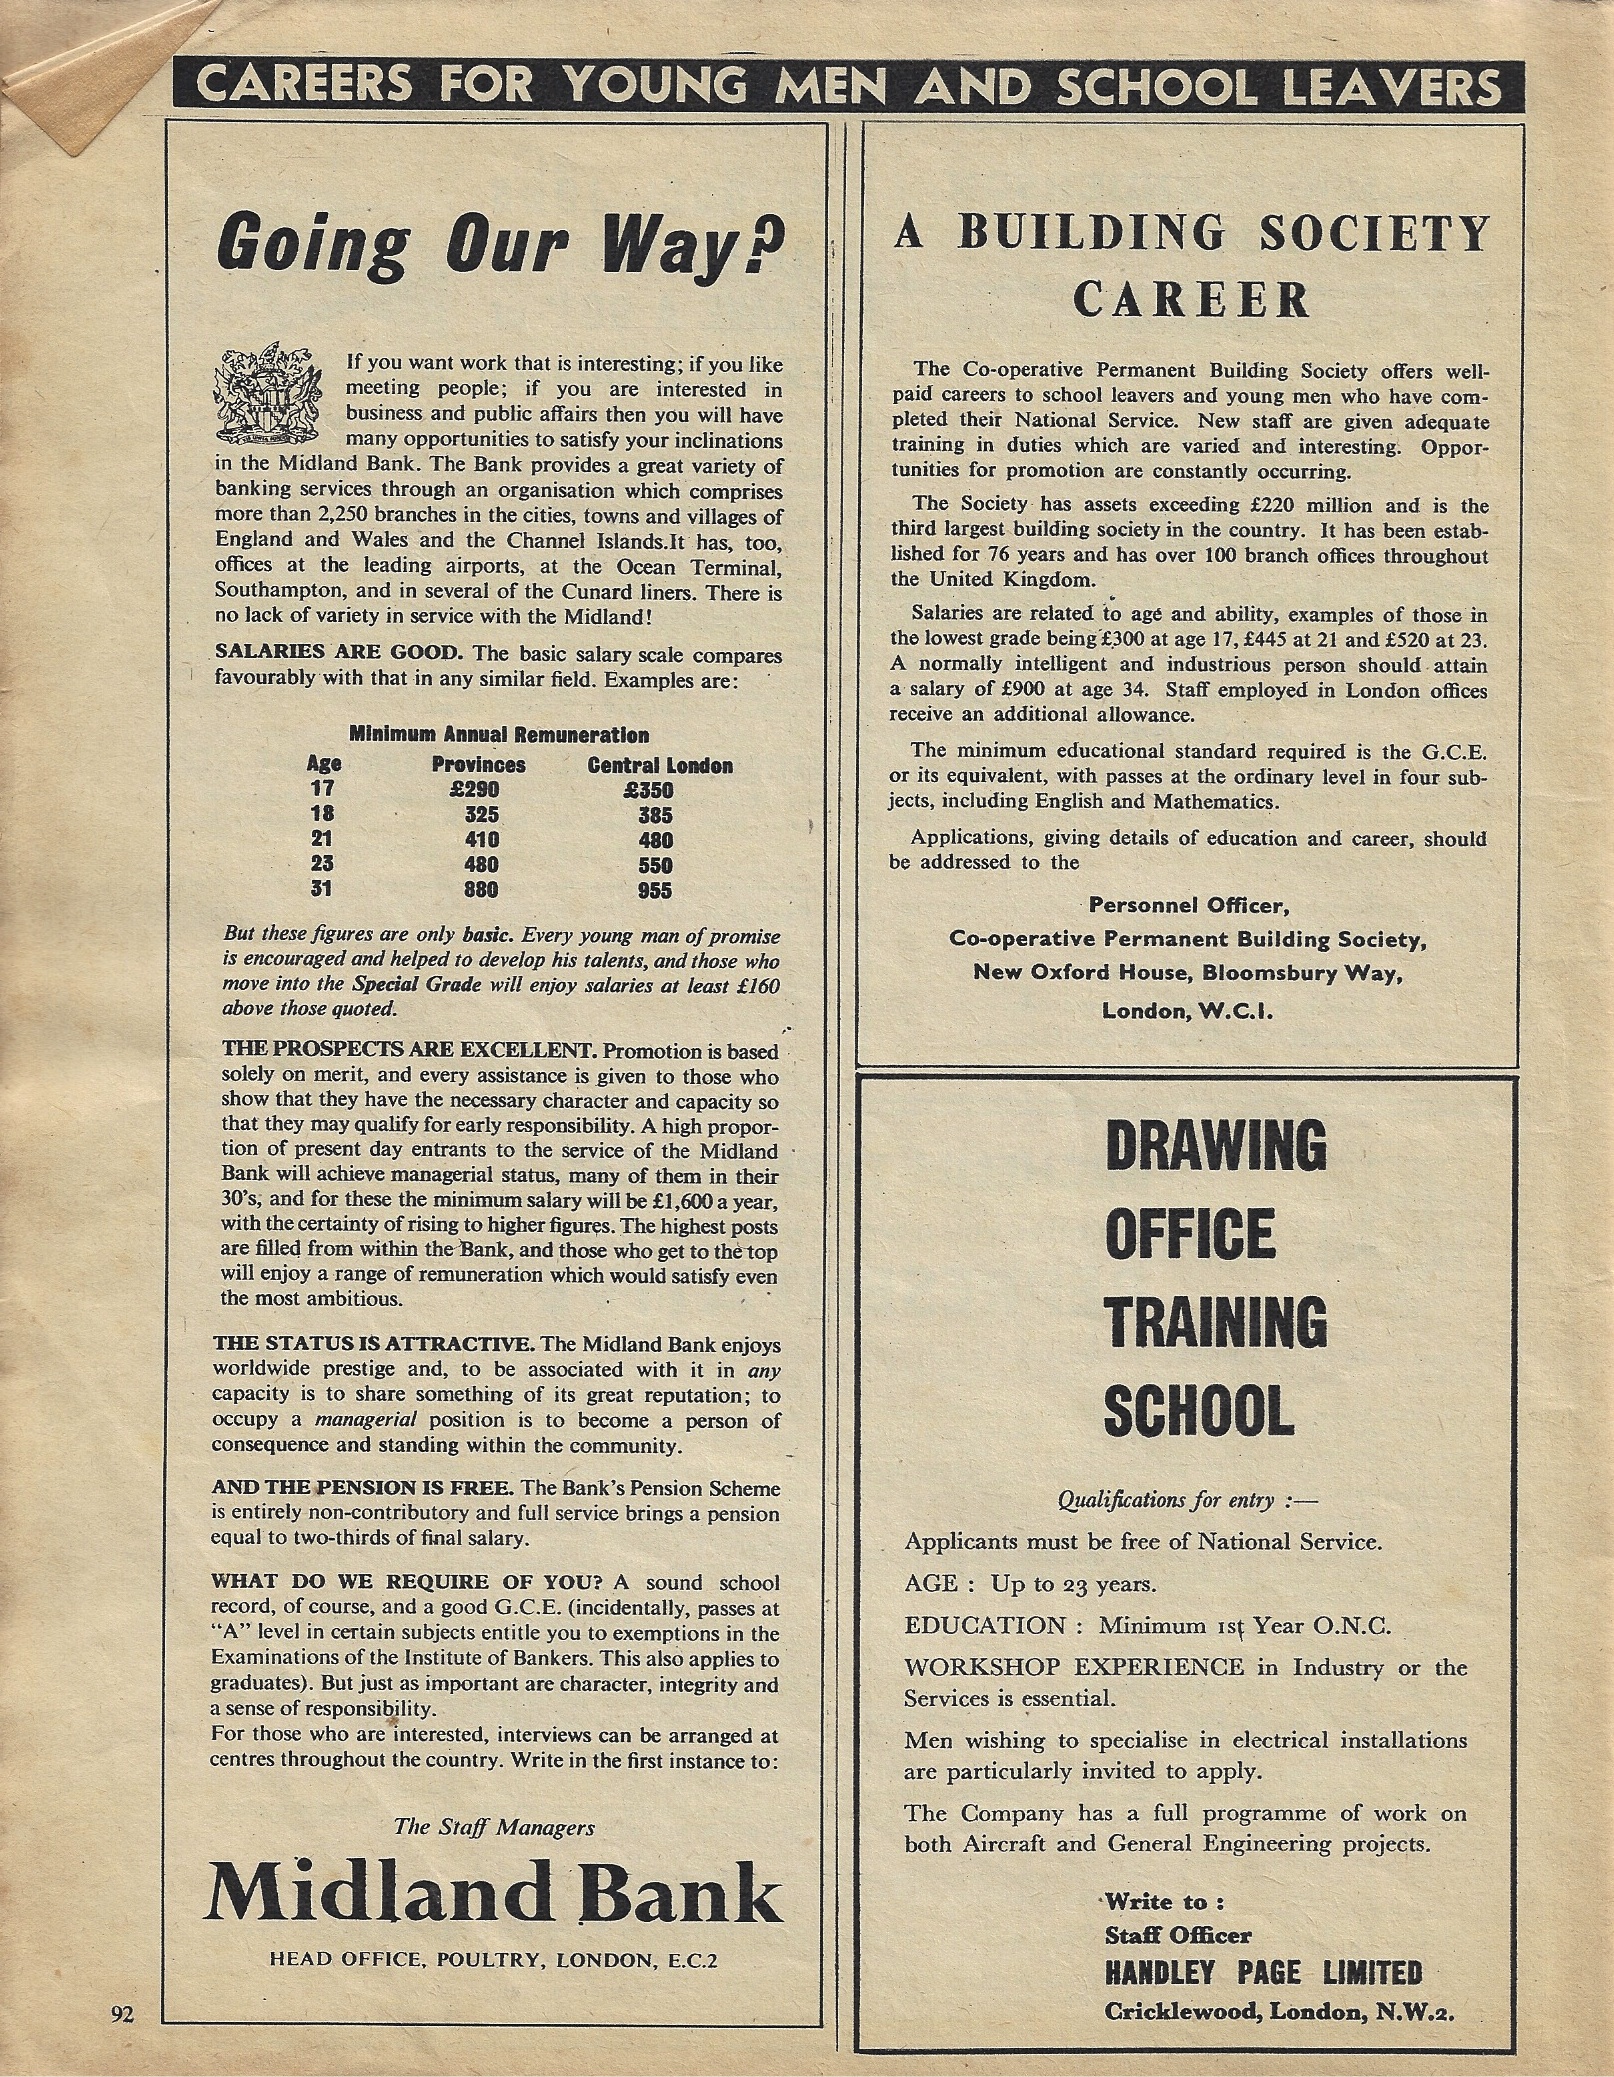 CAREERS FOR YOUNG MEN AND SCHOOL LEAVERS
Going Our Way?
If you want work that is interesting; if you like
meeting people; if you are interested in
business and public affairs then you will have
many opportunities to satisfy your inclinations
in the Midland Bank. The Bank provides a great variety of
banking services through an organisation which comprises
more than 2,250 branches in the cities, towns and villages of
England and Wales and the Channel Islands.It has, too,
offices at the leading airports, at the Ocean Terminal,
Southampton, and in several of the Cunard liners. There is
no lack of variety in service with the Midland!
SALARIES ARE GOOD. The basic salary scale compares
favourably with that in any similar field. Examples are:
Minimum Annual Remuneration
Age Provinces Central London
17 £290 £350
18 325 385
21 410 480
23 480 550
31 880 955
But these figures are only basic. Every young man of promise
is encouraged and helped to develop his talents, and those who
move into the Special Grade will enjoy salaries at least £160
above those quoted.
THE PROSPECTS ARE EXCELLENT. Promotion is based
solely on merit, and every assistance is given to those who
show that they have the necessary character and capacity so
that they may qualify for early responsibility. A high propor-
tion of present day entrants to the service of the Midland
Bank will achieve managerial status, many of them in their
30's, and for these the minimum salary will be £1,600 a year,
with the certainty of rising to higher figures. The highest posts
are filled from within the Bank, and those who get to the top
will enjoy a range of remuneration which would satisfy even
the most ambitious.
THE STATUS IS ATTRACTIVE. The Midland Bank enjoys
worldwide prestige and, to be associated with it in any
capacity is to share something of its great reputation; to
occupy a managerial position is to become a person of
consequence and standing within the community.
AND THE PENSION IS FREE. The Bank's Pension Scheme
is entirely non-contributory and full service brings a pension
equal to two-thirds of final salary.
WHAT DO WE REQUIRE OF YOU? A sound school
record, of course, and a good G.C.E. (incidentally, passes at
“A” level in certain subjects entitle you to exemptions in the
Examinations of the Institute of Bankers. This also applies to
graduates). But just as important are character, integrity and
a sense of responsibility.
For those who are interested, interviews can be arranged at
centres throughout the country. Write in the first instance to:
The Staff Managers
Midland Bank
HEAD OFFICE, POULTRY, LONDON, E.C.2
92
A BUILDING SOCIETY
CAREER
The Co-operative Permanent Building Society offers well-
paid careers to school leavers and young men who have com-
pleted their National Service. New staff are given adequate
training in duties which are varied and interesting. Oppor-
tunities for promotion are constantly occurring.
The Society has assets exceeding £220 million and is the
third largest building society in the country. It has been estab-
lished for 76 years and has over 100 branch offices throughout
the United Kingdom.
Salaries are related to age and ability, examples of those in
the lowest grade being £300 at age 17, £445 at 21 and £520 at 23.
A normally intelligent and industrious person should attain
a salary of £900 at age 34. Staff employed in London offices
receive an additional allowance.
The minimum educational standard required is the G.C.E.
or its equivalent, with passes at the ordinary level in four sub-
jects, including English and Mathematics.
Applications, giving details of education and career, should
be addressed to the
Personnel Officer,
Co-operative Permanent Building Society,
New Oxford House, Bloomsbury Way,
London, W.C.I.
DRAWING
OFFICE
TRAINING
SCHOOL
Qualifications for entry :—
Applicants must be free of National Service.
AGE : Up to 23 years.
EDUCATION : Minimum 1st Year O.N.C.
WORKSHOP EXPERIENCE in Industry or the
Services is essential.
Men wishing to specialise in electrical installations
are particularly invited to apply.
The Company has a full programme of work on
both Aircraft and General Engineering projects.
Write to :
Staff Officer
HANDLEY PAGE LIMITED
Cricklewood, London, N.W.2.